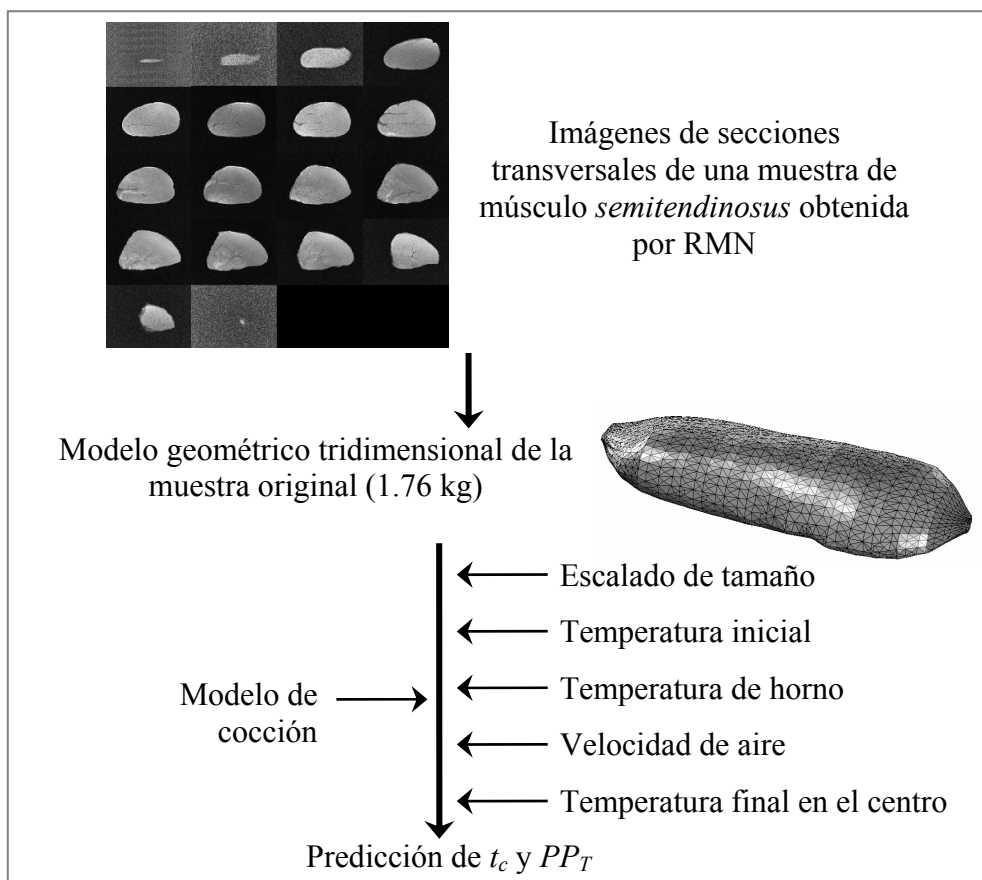 Imágenes de secciones
transversales de una muestra de
músculo semitendinosus obtenida
por RMN
Modelo geométrico tridimensional de la
muestra original (1.76 kg)
Escalado de tamaño
Temperatura inicial
Modelo de
cocción
Temperatura de horno
Velocidad de aire
Temperatura final en el centro
Predicción de tc y PPT